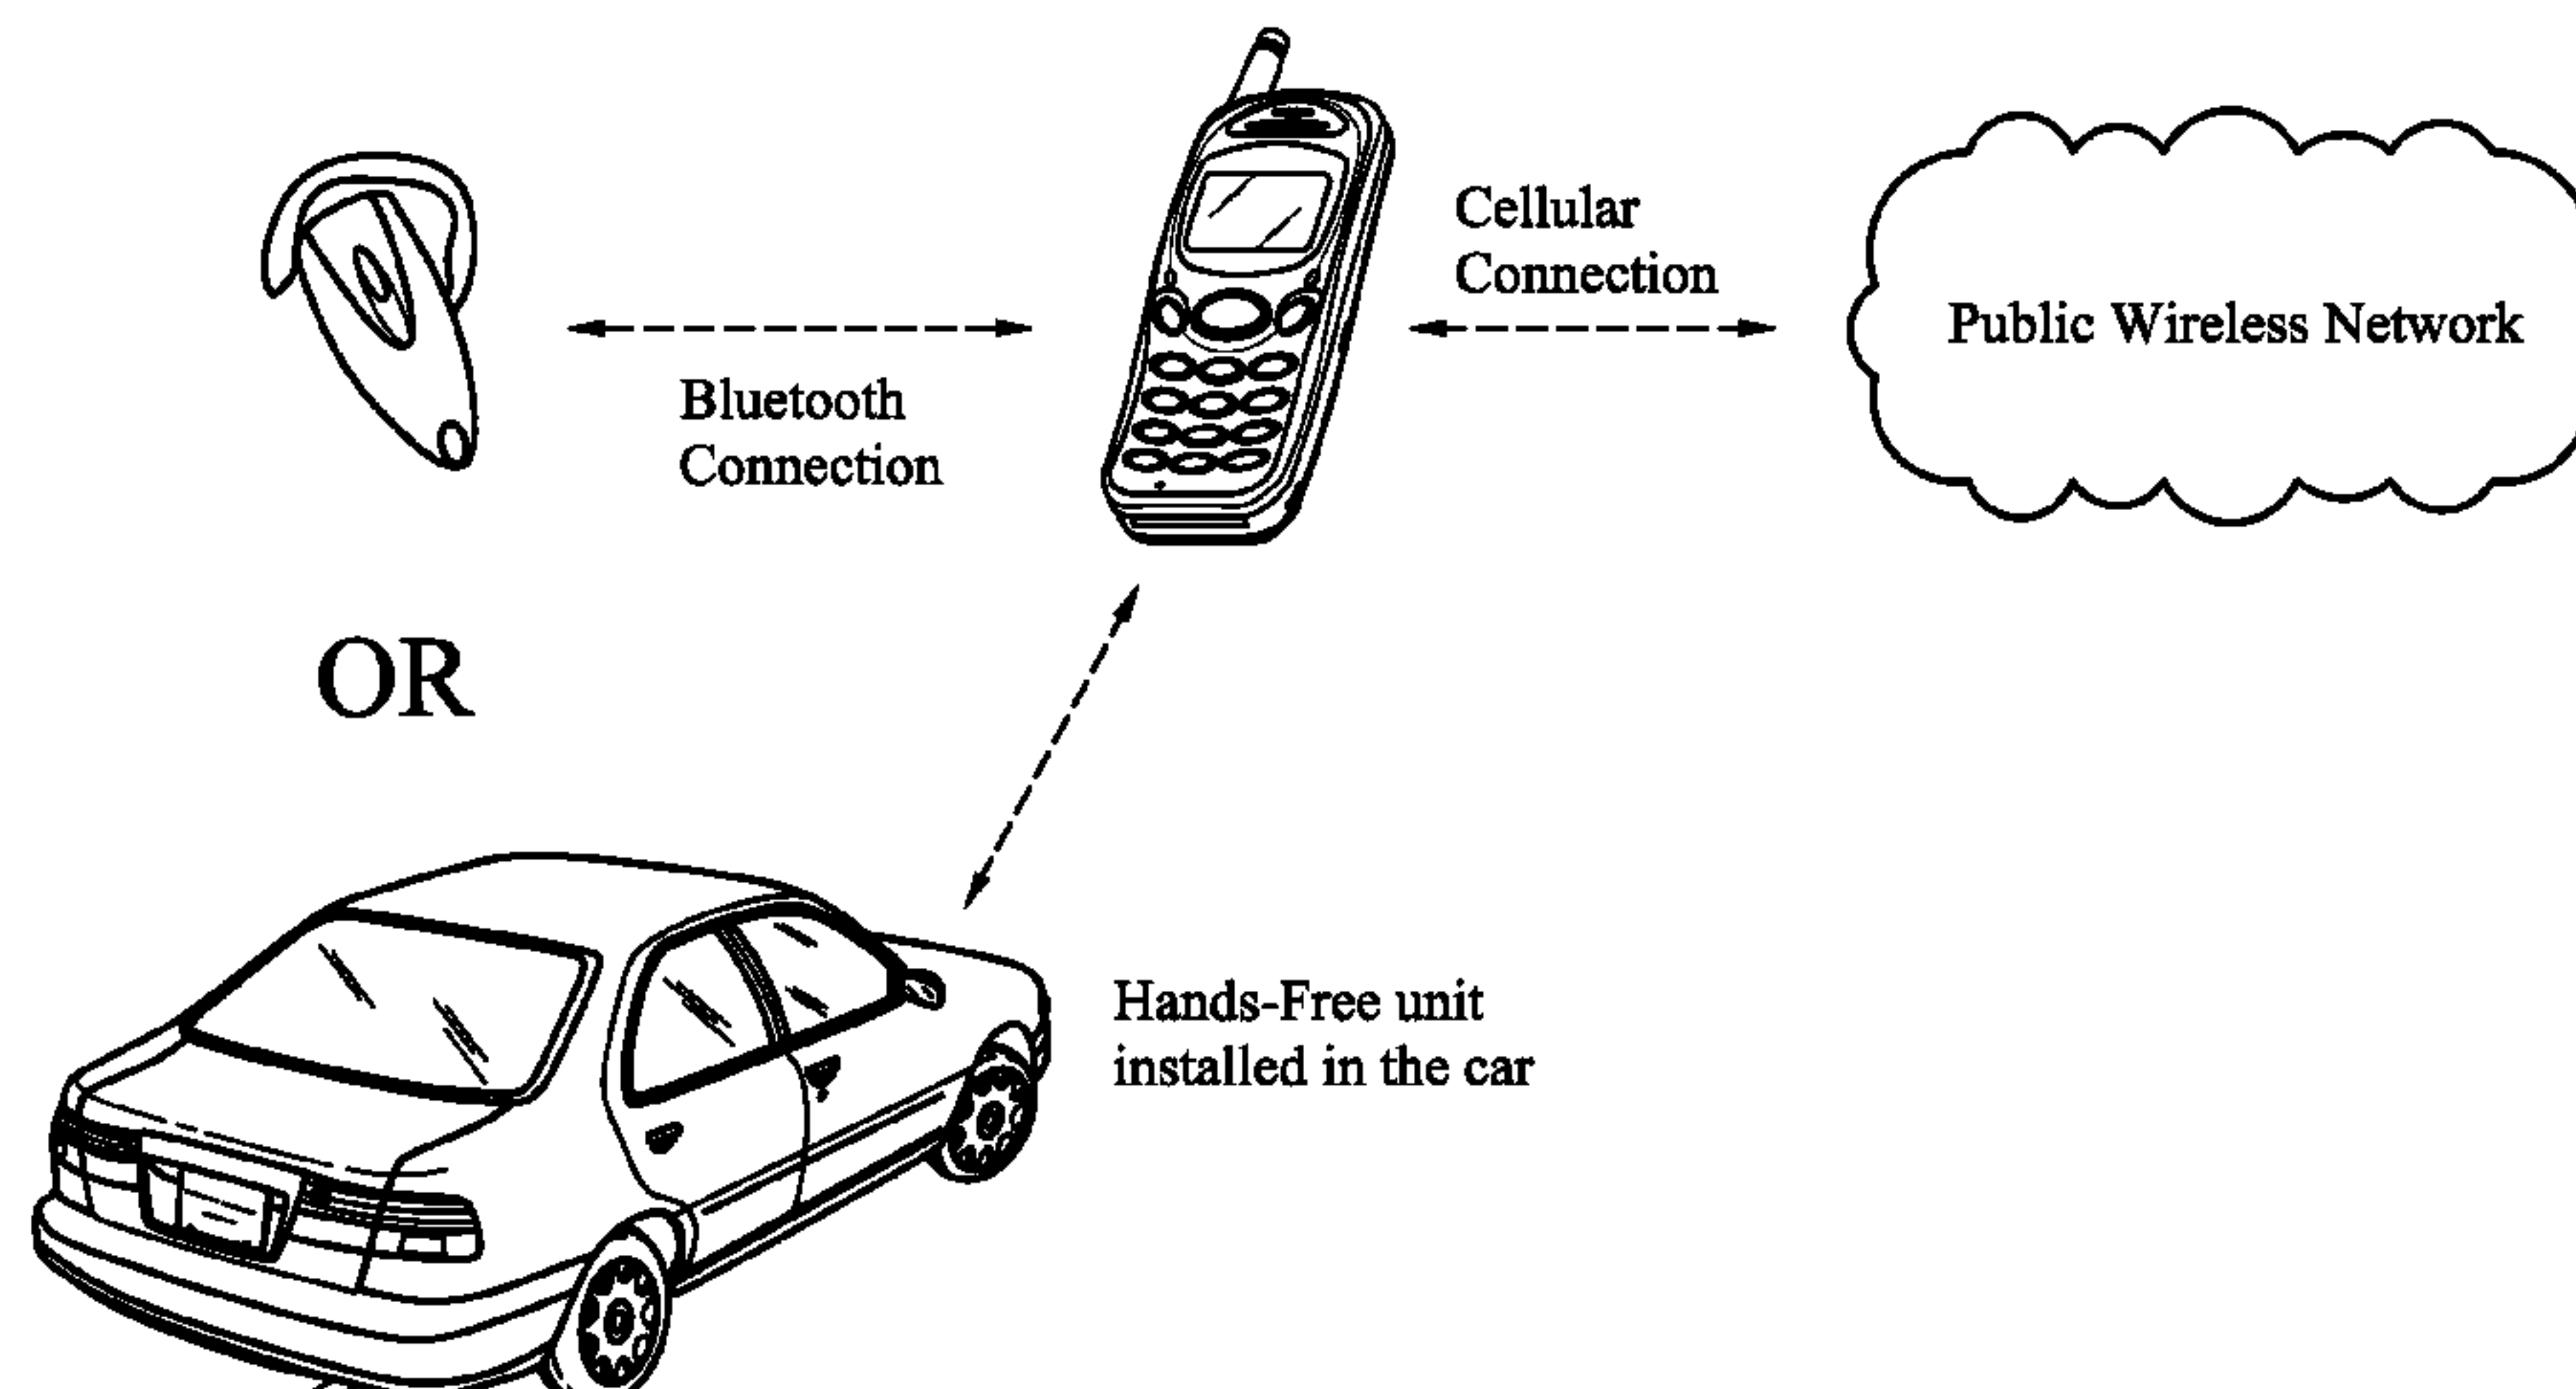 Cellular
Connection
Public Wireless Network
Bluetooth
Connection
OR
Hands-Free unit
installed in the car